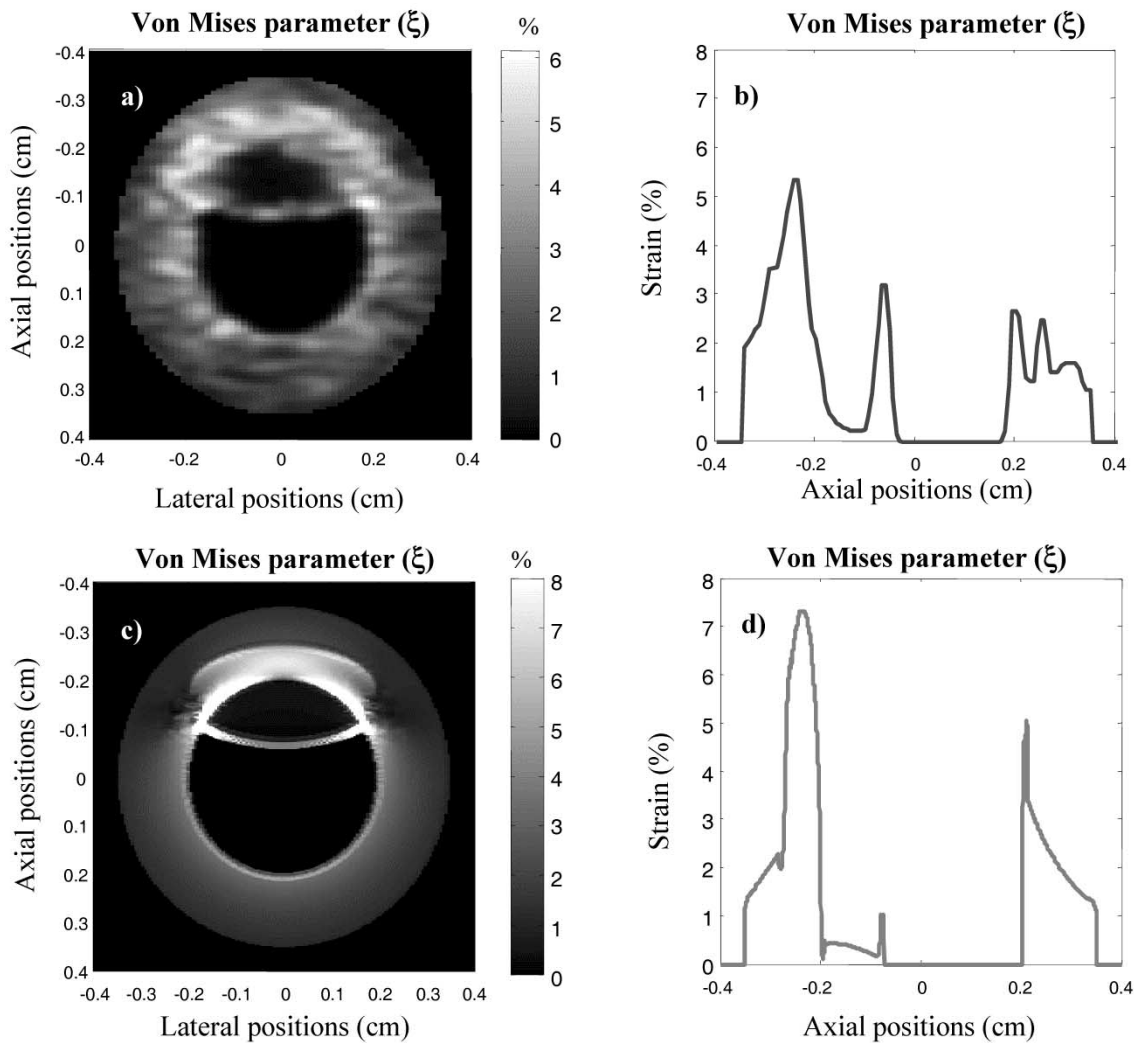 Von Mises parameter (ξ)
%
a)
-0.4
-0.3
-0.2
-0.1
0
0.1
0.2
0.3
0.4
Axial positions (cm)
-0.4 -0.2 0 0.2 0.4
Lateral positions (cm)
6
5
4
3
2
1
0
Von Mises parameter (ξ)
b)
8
7
6
5
4
3
2
1
0
Strain (%)
-0.4 -0.2 0 0.2 0.4
Axial positions (cm)
Von Mises parameter (ξ)
%
c)
-0.4
-0.3
-0.2
-0.1
0
0.1
0.2
0.3
0.4
Axial positions (cm)
-0.4 -0.3 -0.2 -0.1 0 0.1 0.2 0.3 0.4
Lateral positions (cm)
8
7
6
5
4
3
2
1
0
Von Mises parameter (ξ)
d)
8
7
6
5
4
3
2
1
0
Strain (%)
-0.4 -0.2 0 0.2 0.4
Axial positions (cm)